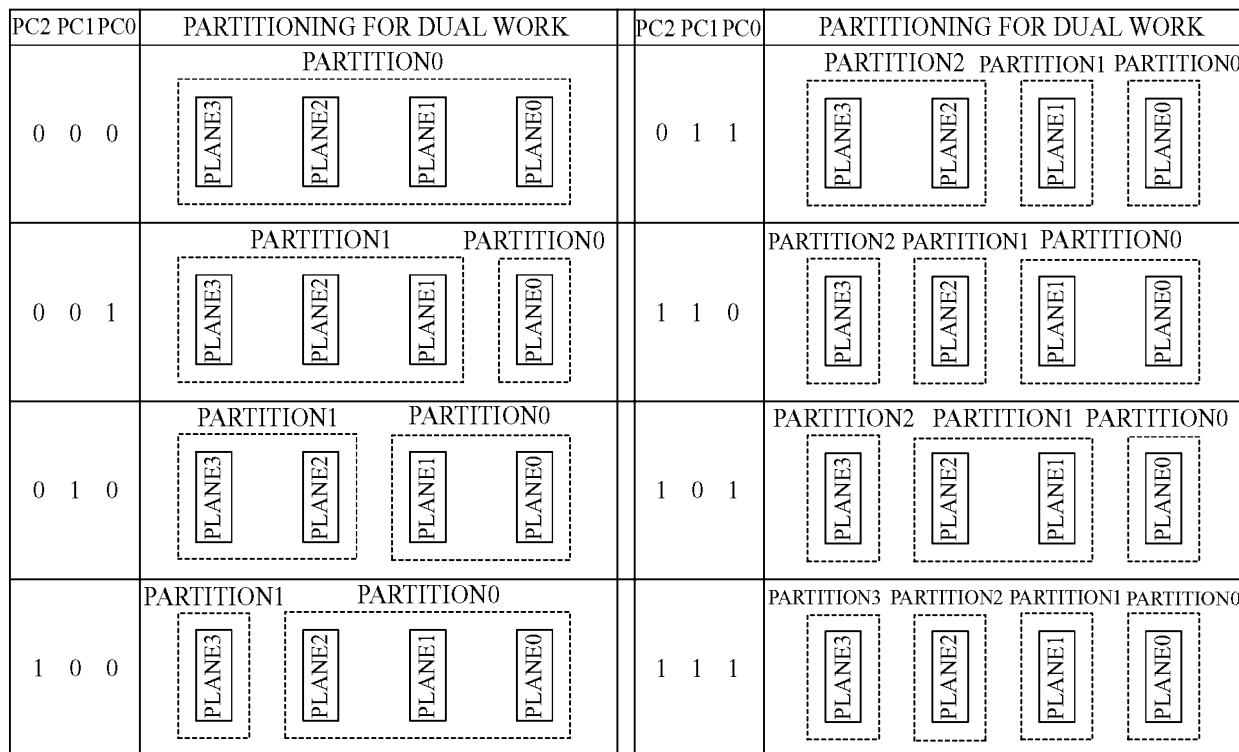 PC2 PC1 PC0 PARTITIONING FOR DUAL WORK PC2 PC1 PC0 PARTITIONING FOR DUAL WORK
PARTITION0
0 0 0 PLANE3 PLANE2 PLANE1 PLANE0
PARTITION2 PARTITION1 PARTITION0
0 1 1 PLANE3 PLANE2 PLANE1 PLANE0
PARTITION1 PARTITION0
0 0 1 PLANE3 PLANE2 PLANE1 PLANE0
PARTITION2 PARTITION1 PARTITION0
1 1 0 PLANE3 PLANE2 PLANE1 PLANE0
PARTITION1 PARTITION0
0 1 0 PLANE3 PLANE2 PLANE1 PLANE0
PARTITION2 PARTITION1 PARTITION0
1 0 1 PLANE3 PLANE2 PLANE1 PLANE0
PARTITION1 PARTITION0
1 0 0 PLANE3 PLANE2 PLANE1 PLANE0
PARTITION3 PARTITION2 PARTITION1 PARTITION0
1 1 1 PLANE3 PLANE2 PLANE1 PLANE0